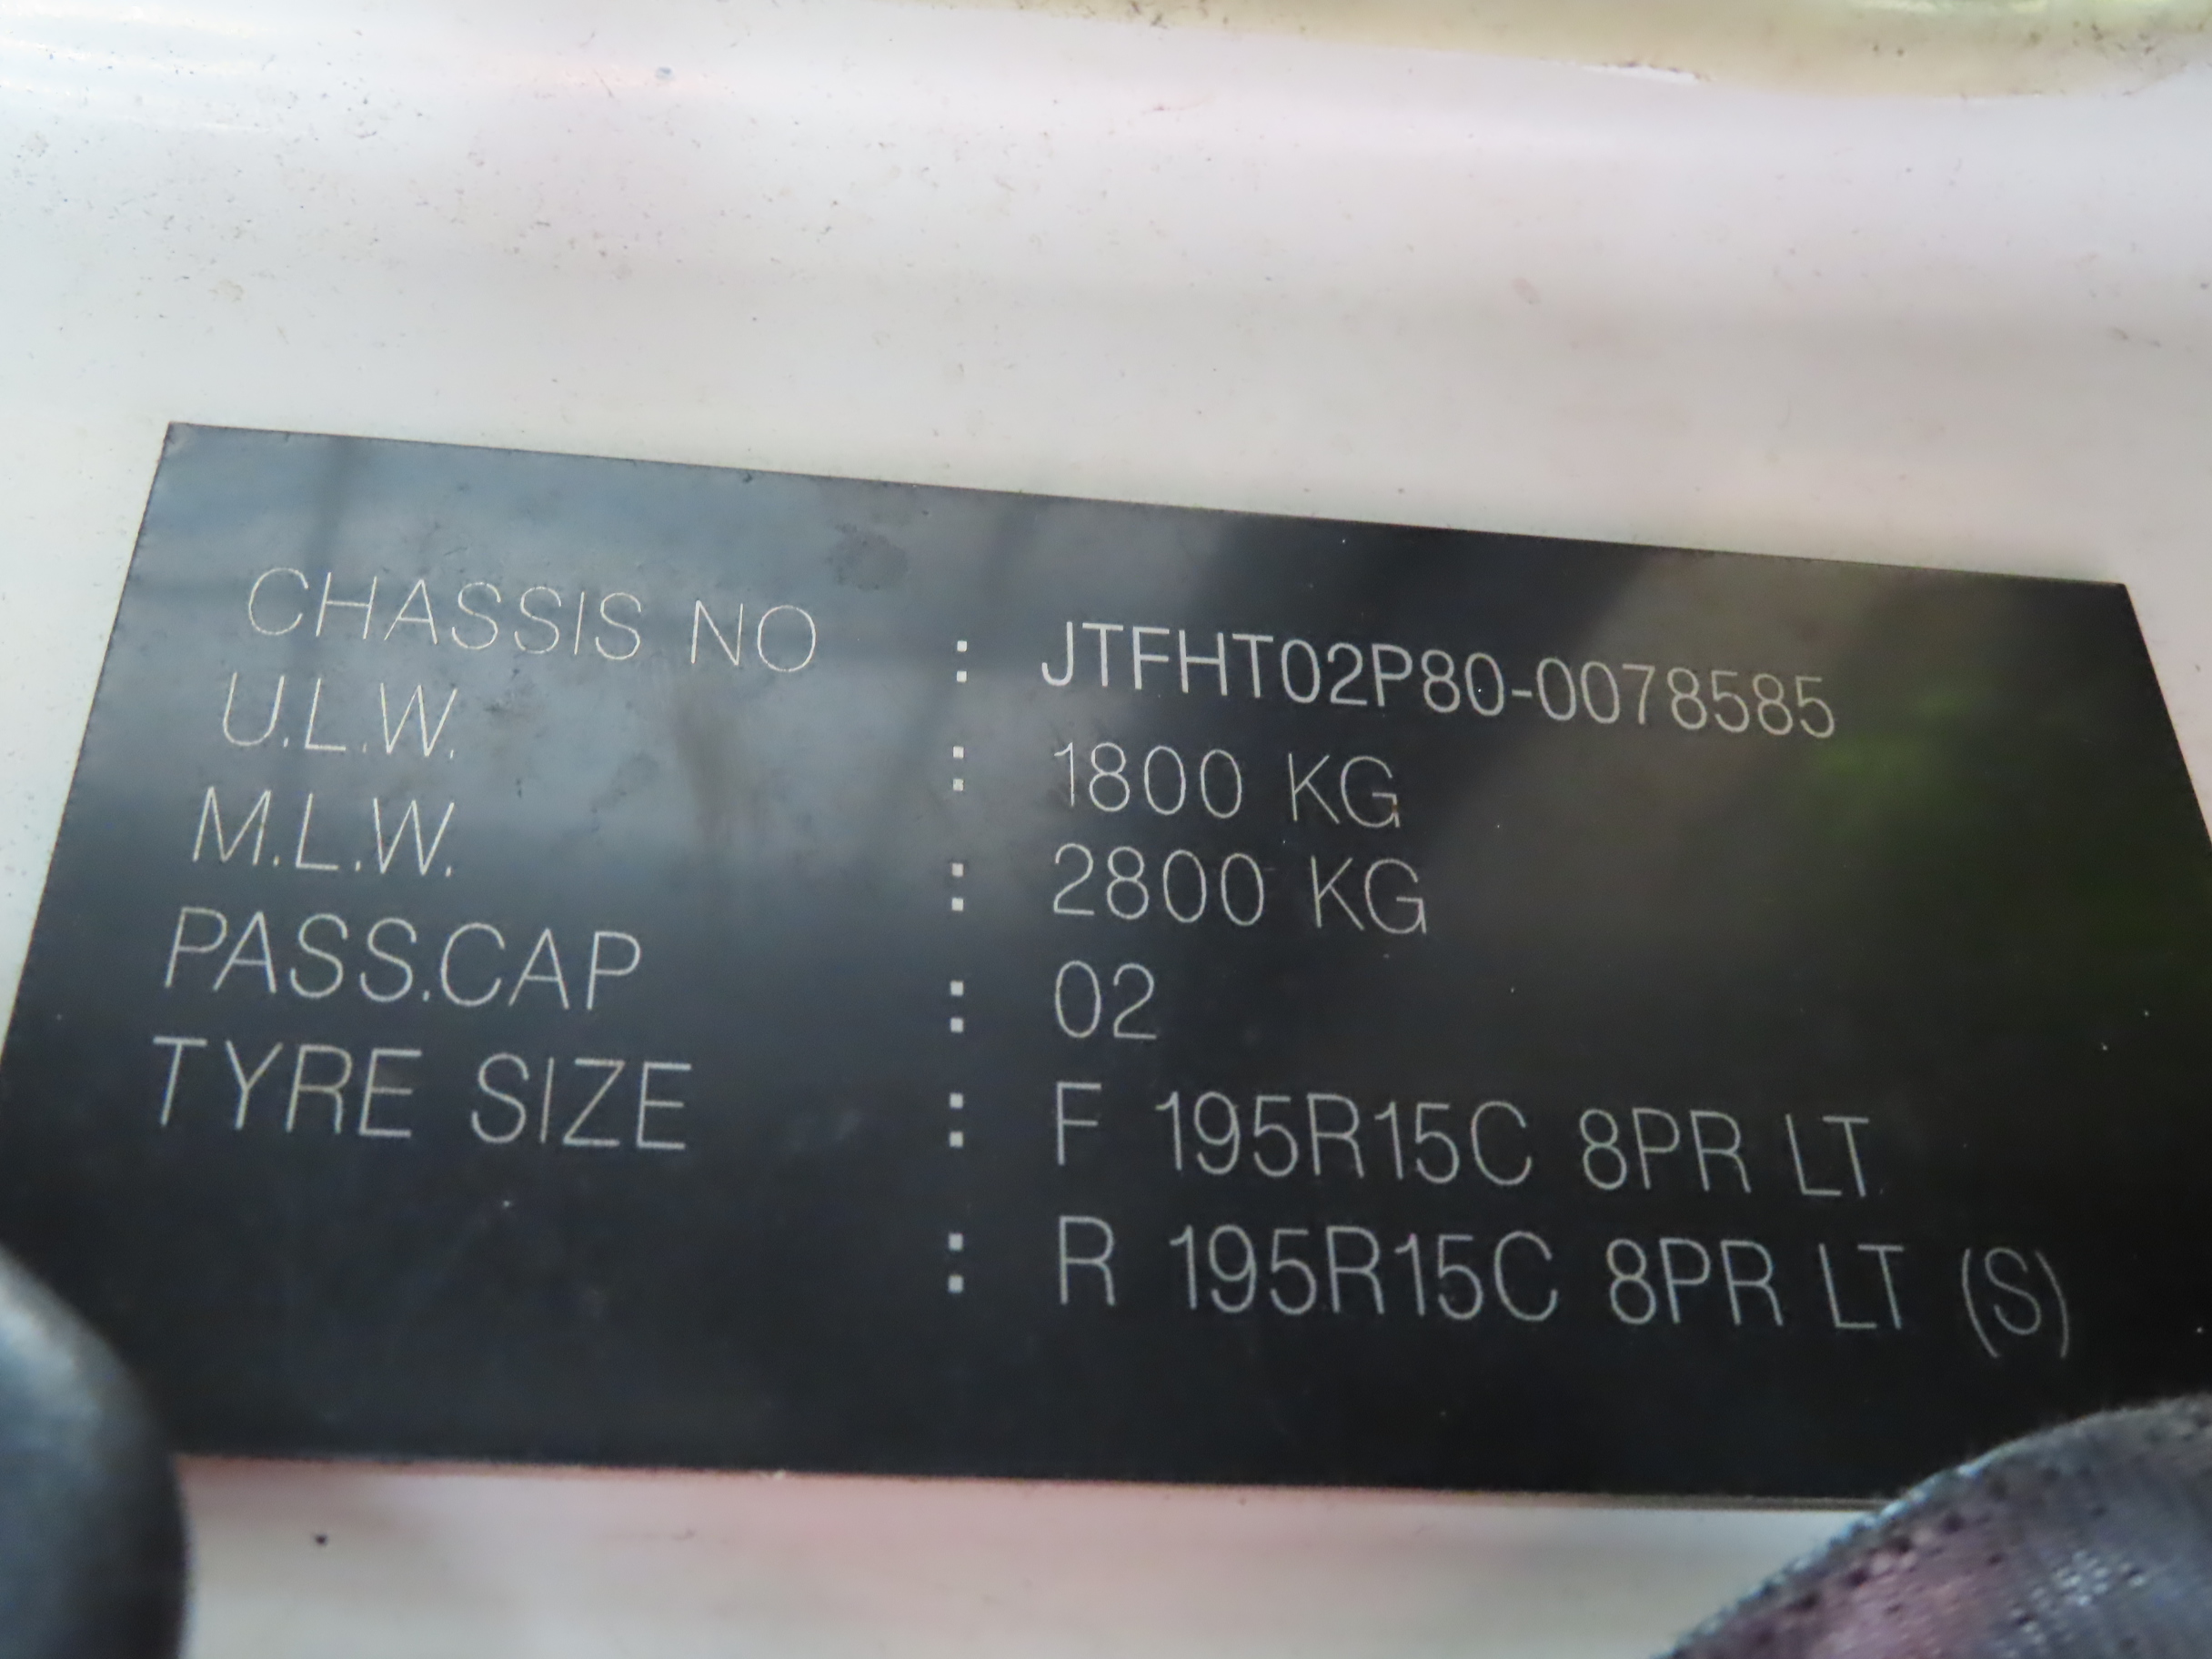 CHASSIS NO : JTFHT02P80-0078585
U.L.W. : 1800 KG
M.L.W. : 2800 KG
PASS.CAP : 02
TYRE SIZE : F 195R15C 8PR LT
: R 195R15C 8PR LT (S)